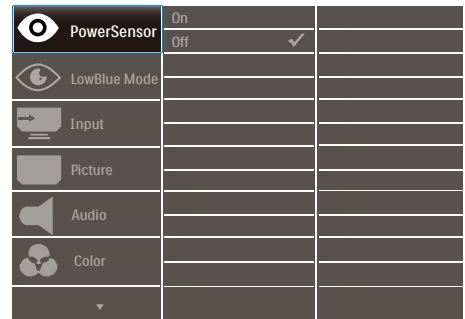 PowerSensor
On
Off
LowBlue Mode
Input
Picture
Audio
Color